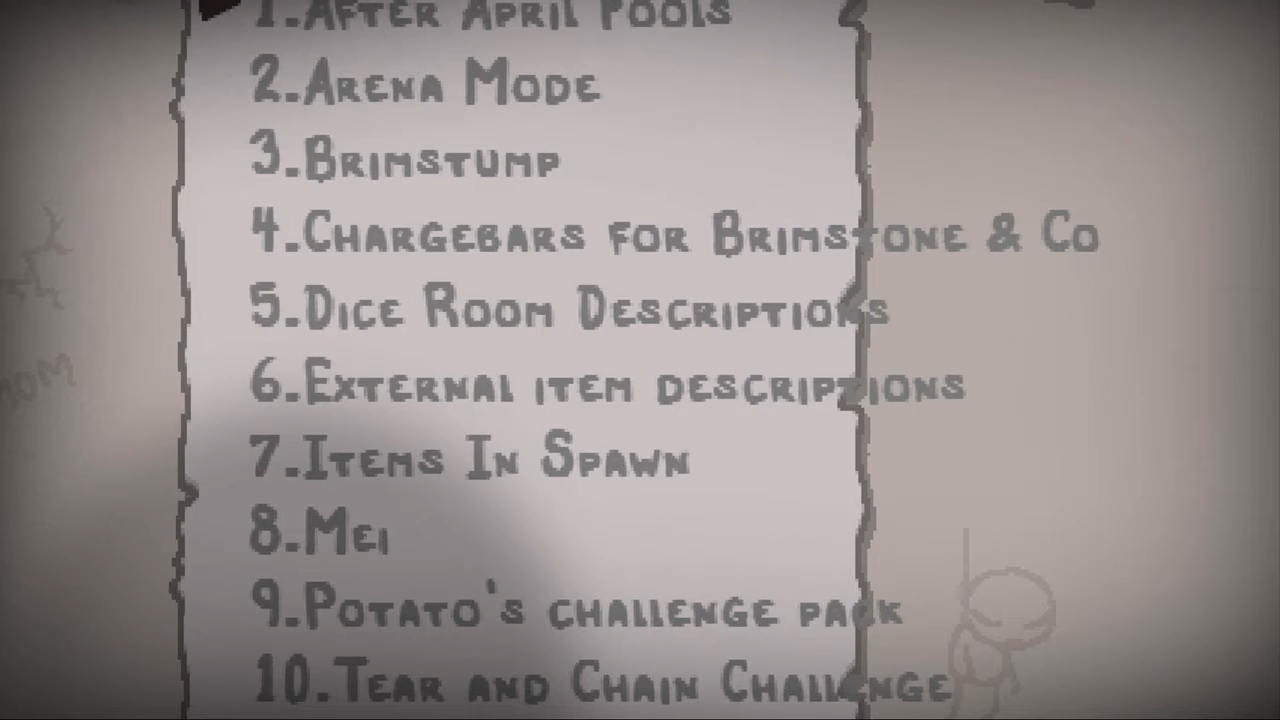 1.After April Fools
2.Arena Mode
3.Brimstump
4.Chargebars for Brimstone & Co
5.Dice Room Descriptions
6.External item descriptions
7.Items In Spawn
8.Mei
mom
9.Potato's challenge pack
10.Tear and Chain Challenge